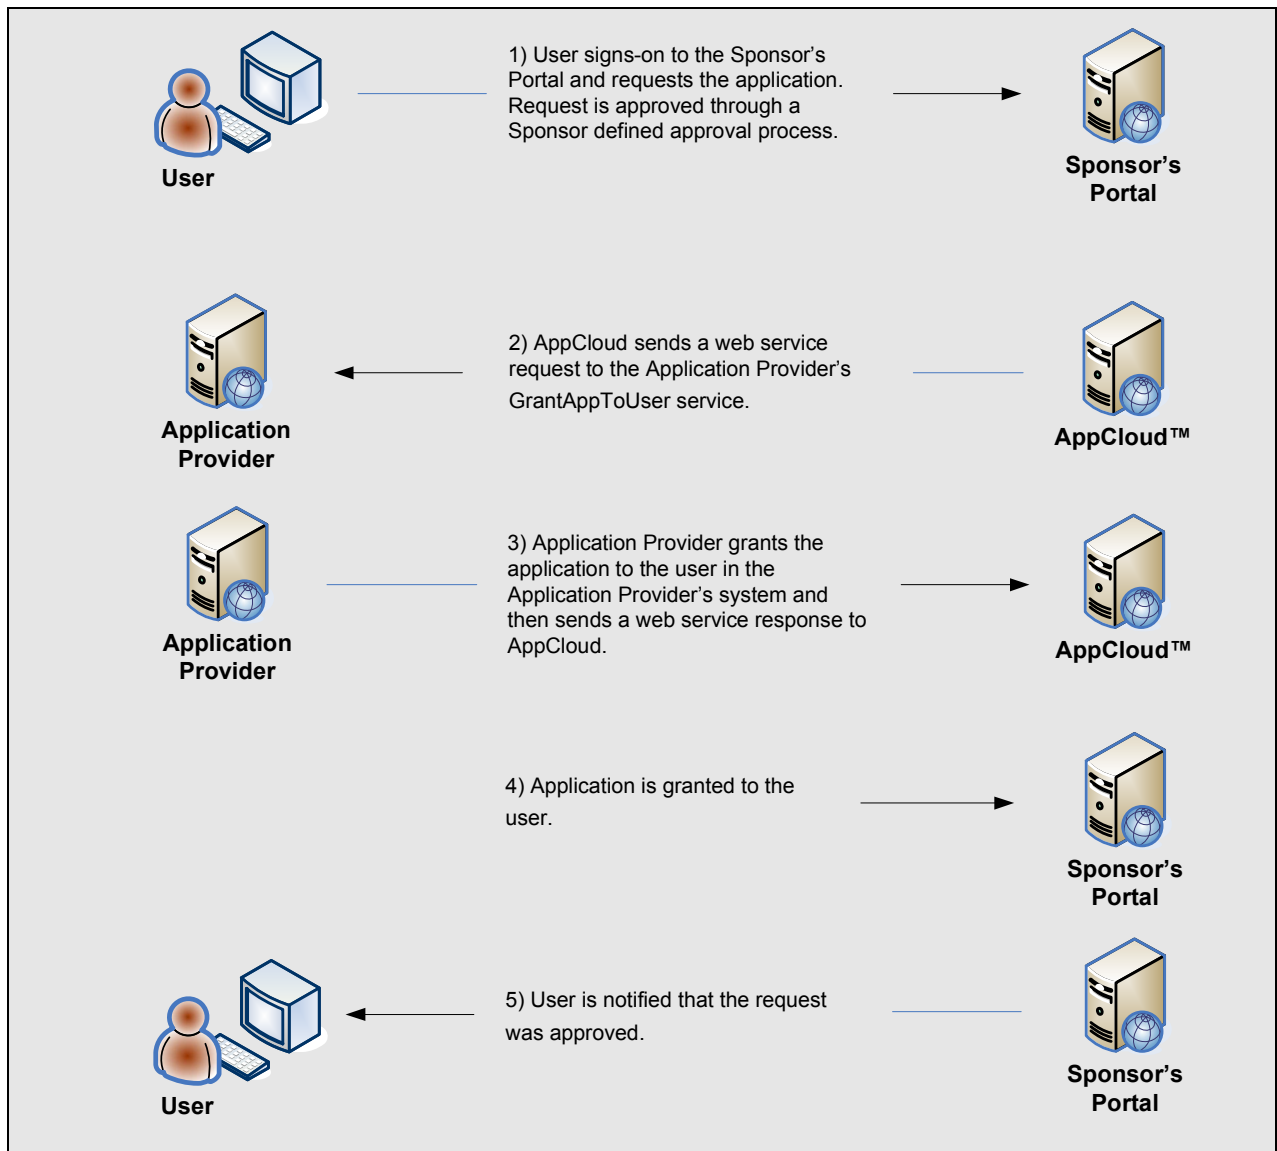 1) User signs-on to the Sponsor's
Portal and requests the application.
Request is approved through a
Sponsor defined approval process.
User
Sponsor's
Portal
2) AppCloud sends a web service
request to the Application Provider's
GrantAppToUser service.
Application
Provider
AppCloud™
3) Application Provider grants the
application to the user in the
Application Provider's system and
then sends a web service response to
AppCloud.
Application
Provider
AppCloud™
4) Application is granted to the
user.
Sponsor's
Portal
5) User is notified that the request
was approved.
User
Sponsor's
Portal